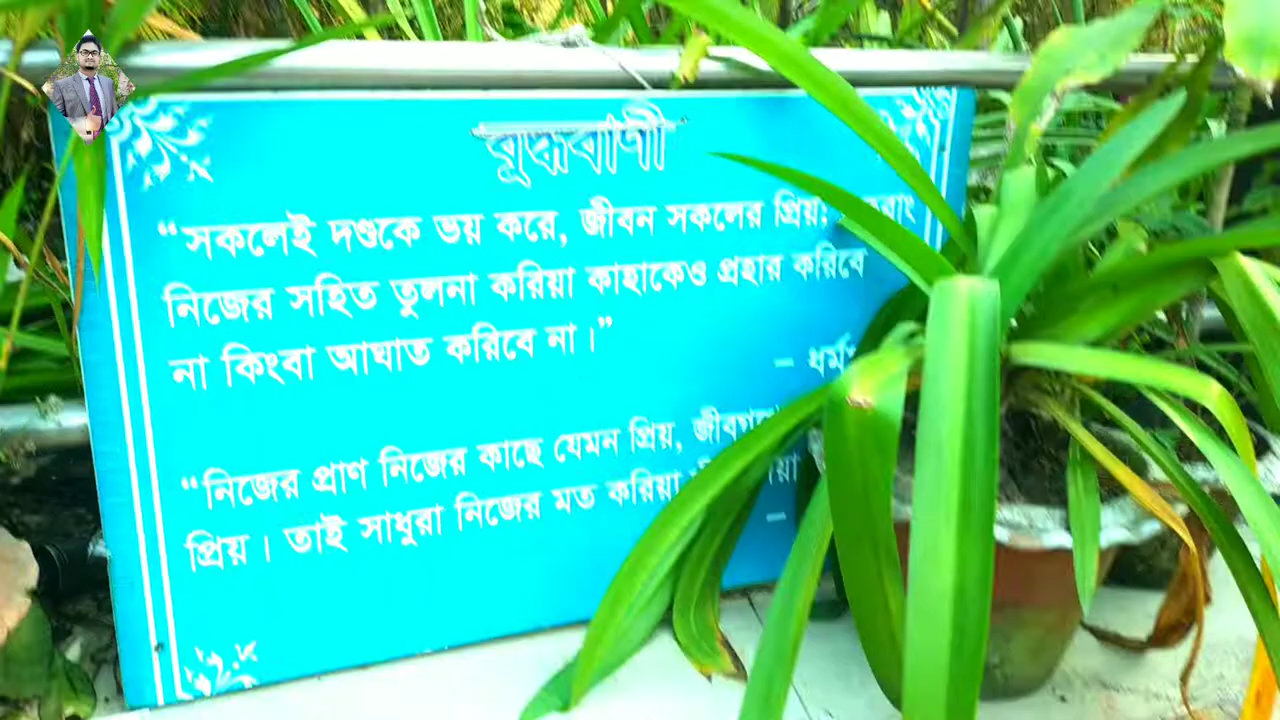 বুদ্ধবাণী
“সকলেই দণ্ডকে ভয় করে, জীবন সকলের প্রিয়;
নিজের সহিত তুলনা করিয়া কাহাকেও প্রহার করিবে
না কিংবা আঘাত করিবে না।”
–
“নিজের প্রাণ নিজের কাছে যেমন প্রিয়,
প্রিয়। তাই সাধুরা নিজের মত করিয়া
–